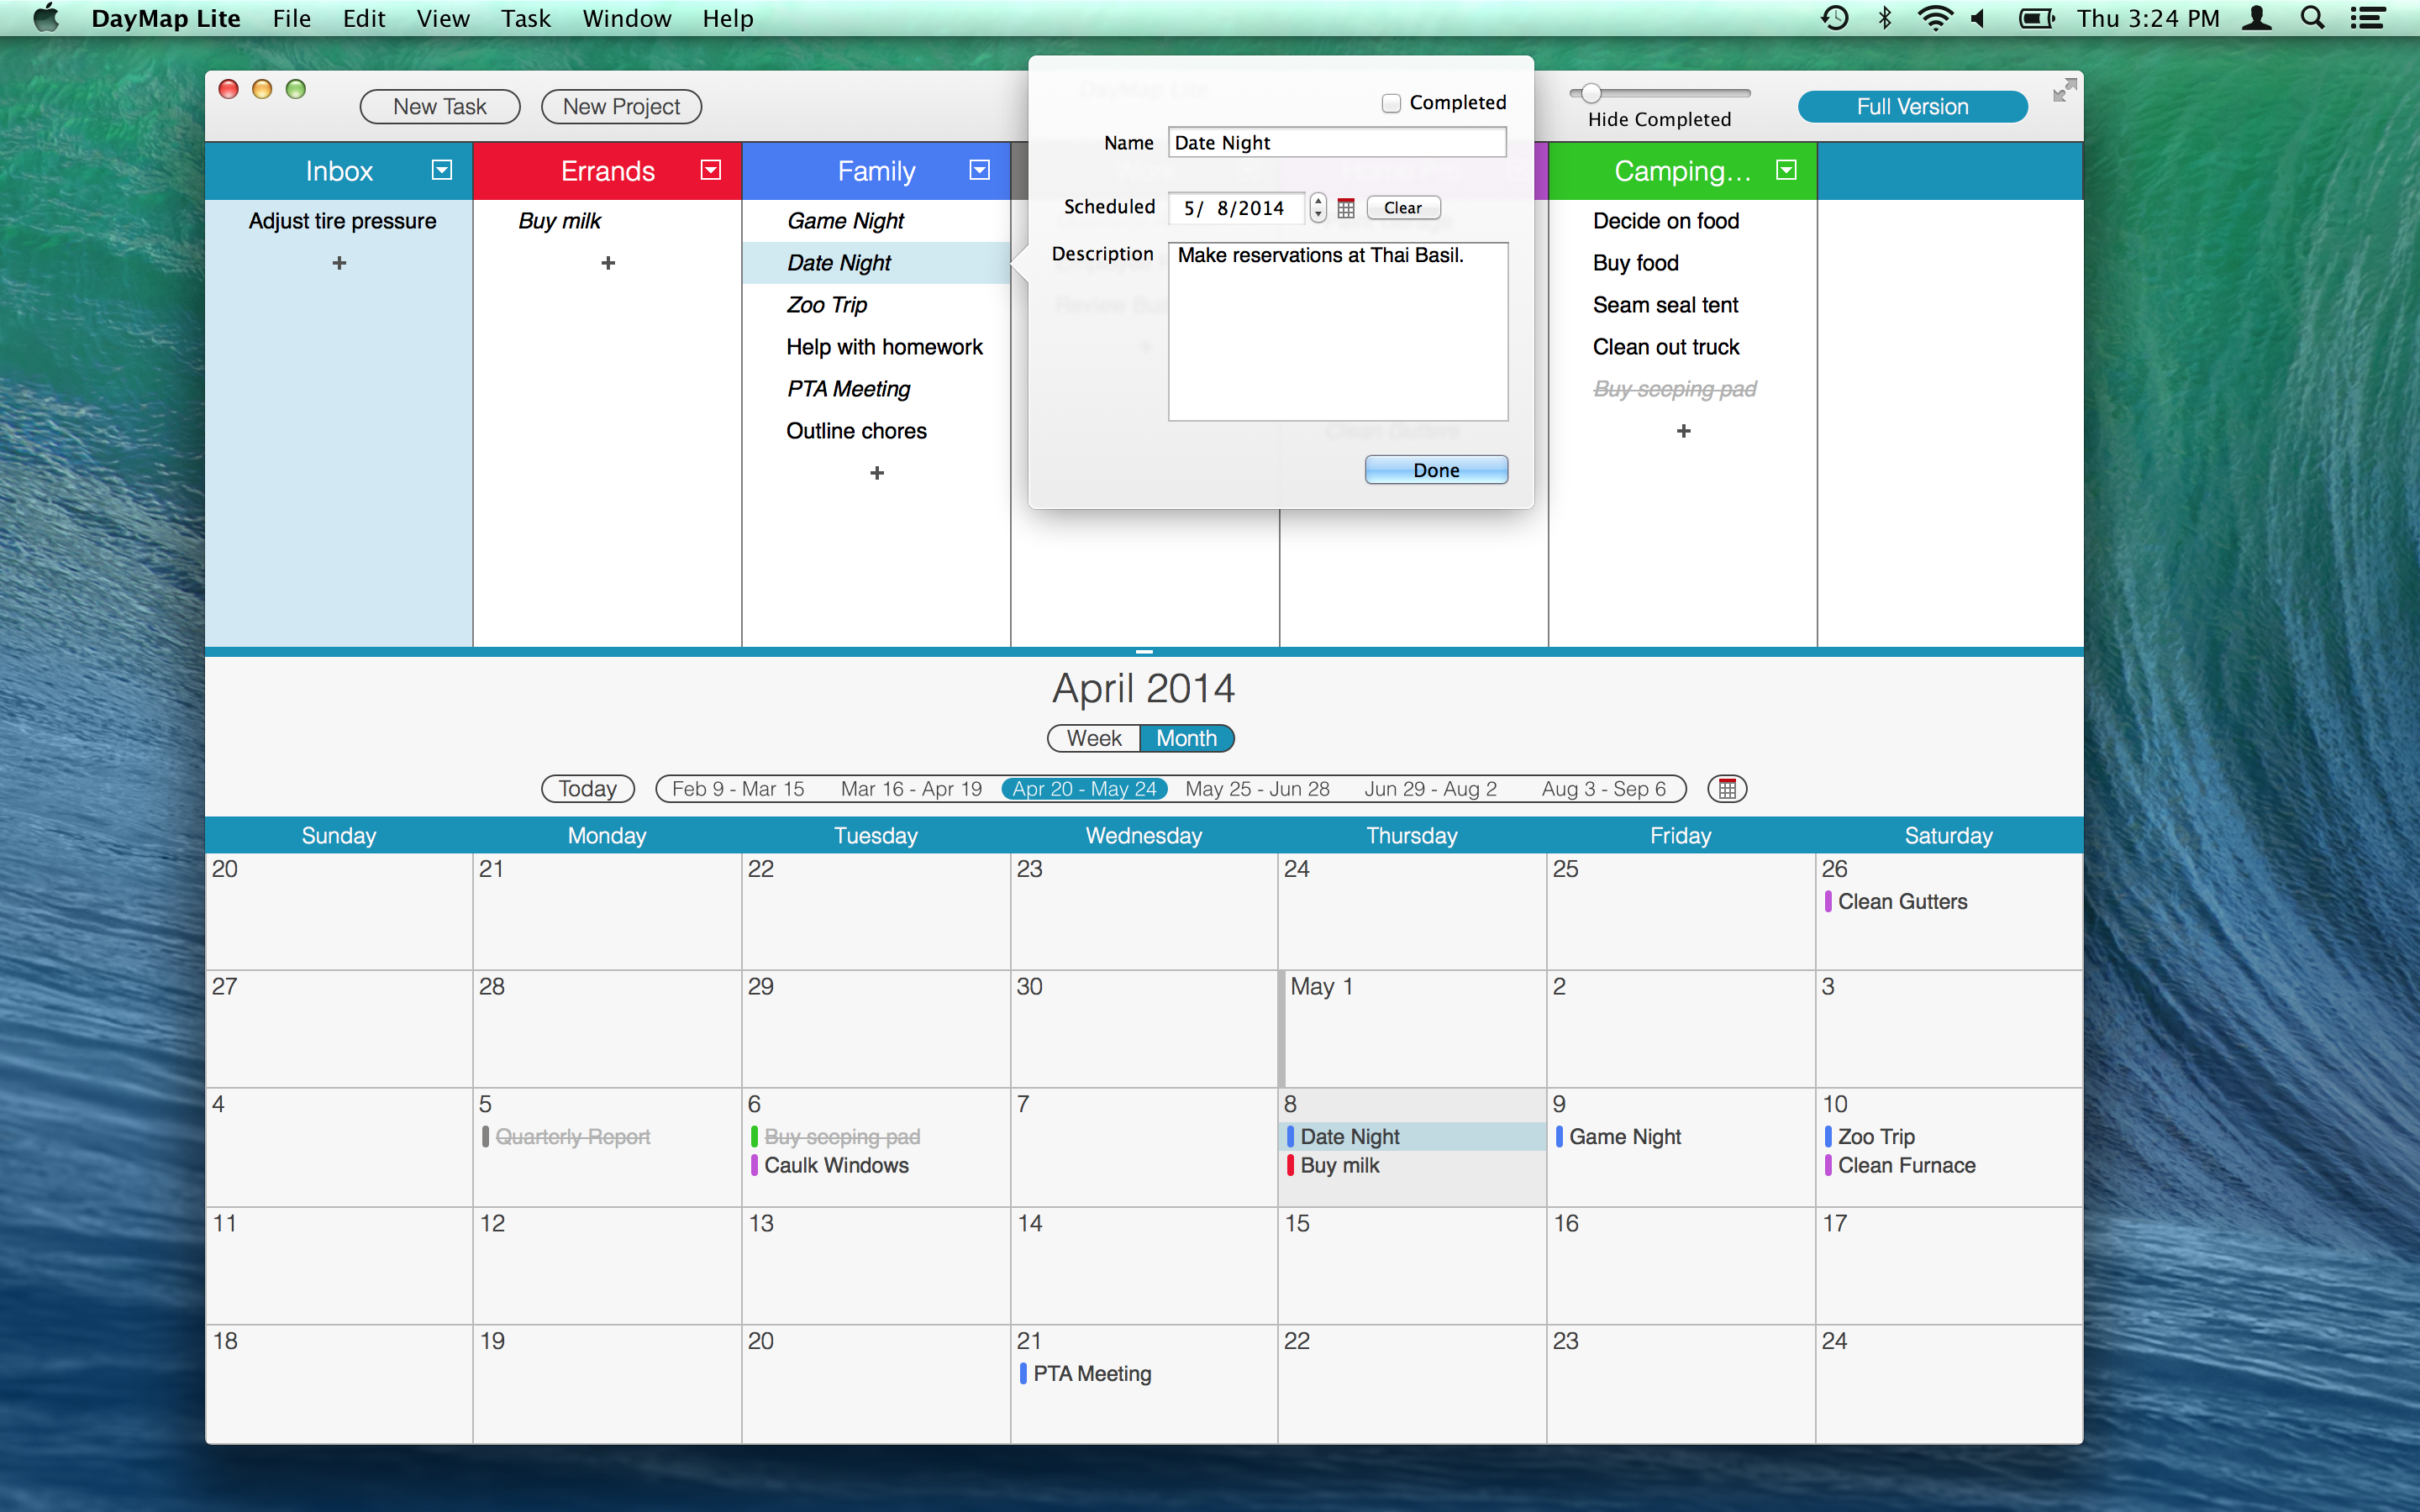 DayMap Lite File Edit View Task Window Help Thu 3:24 PM
New Task New Project Hide Completed Full Version
Completed
Name Date Night
Scheduled 5/ 8/2014 Clear
Description Make reservations at Thai Basil.
Done
Inbox Errands Family Camping...
Adjust tire pressure
+
Buy milk
+
Game Night
Date Night
Zoo Trip
Help with homework
PTA Meeting
Outline chores
+
Decide on food
Buy food
Seam seal tent
Clean out truck
Buy seeping pad
+
Clean Gutters
April 2014
Week Month
Today Feb 9 - Mar 15 Mar 16 - Apr 19 Apr 20 - May 24 May 25 - Jun 28 Jun 29 - Aug 2 Aug 3 - Sep 6
Sunday Monday Tuesday Wednesday Thursday Friday Saturday
20 21 22 23 24 25 26
Clean Gutters
27 28 29 30 May 1 2 3
4 5 6 7 8 9 10
Quarterly Report Buy seeping pad Date Night Game Night Zoo Trip
Caulk Windows Buy milk Clean Furnace
11 12 13 14 15 16 17
18 19 20 21 22 23 24
PTA Meeting